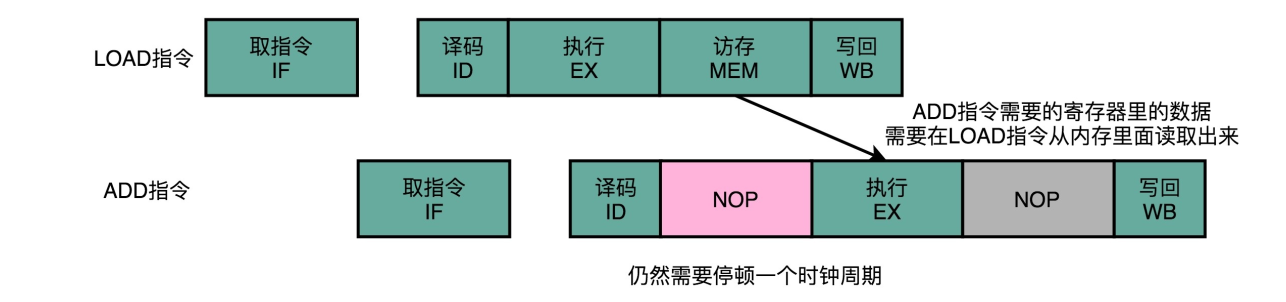 LOAD指令
取指令
IF
译码
ID
执行
EX
访存
MEM
写回
WB
ADD指令需要的寄存器里的数据
需要在LOAD指令从内存里面读取出来
ADD指令
取指令
IF
译码
ID
NOP
执行
EX
NOP
写回
WB
仍然需要停顿一个时钟周期